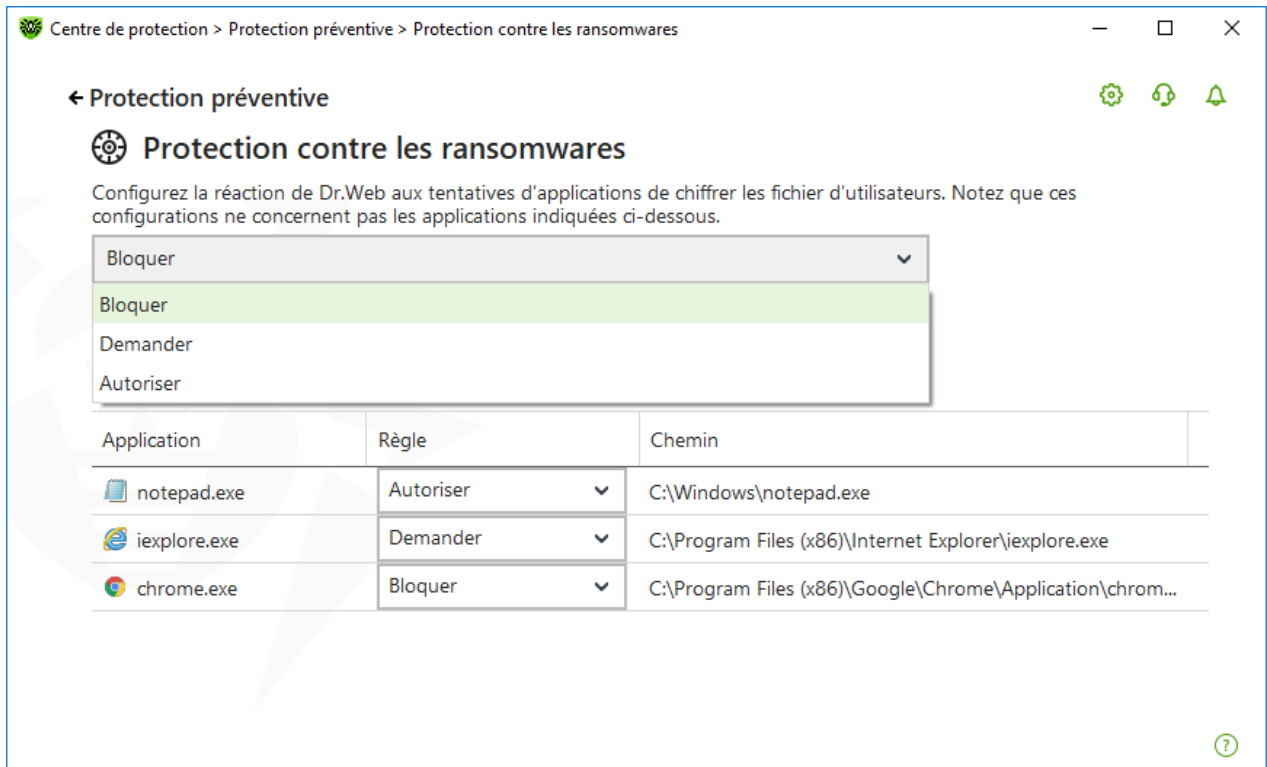 Centre de protection > Protection préventive > Protection contre les ransomwares
Protection préventive
Protection contre les ransomwares
Configurez la réaction de Dr.Web aux tentatives d'applications de chiffrer les fichier d'utilisateurs. Notez que ces
configurations ne concernent pas les applications indiquées ci-dessous.
Bloquer
Bloquer
Demander
Autoriser
Application Règle Chemin
notepad.exe Autoriser C:\Windows\notepad.exe
iexplore.exe Demander C:\Program Files (x86)\Internet Explorer\iexplore.exe
chrome.exe Bloquer C:\Program Files (x86)\Google\Chrome\Application\chrom...